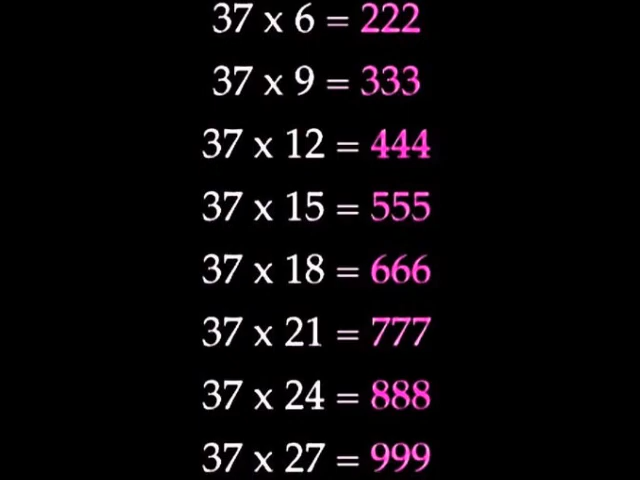 37 x 6 = 222
37 x 9 = 333
37 x 12 = 444
37 x 15 = 555
37 x 18 = 666
37 x 21 = 777
37 x 24 = 888
37 x 27 = 999